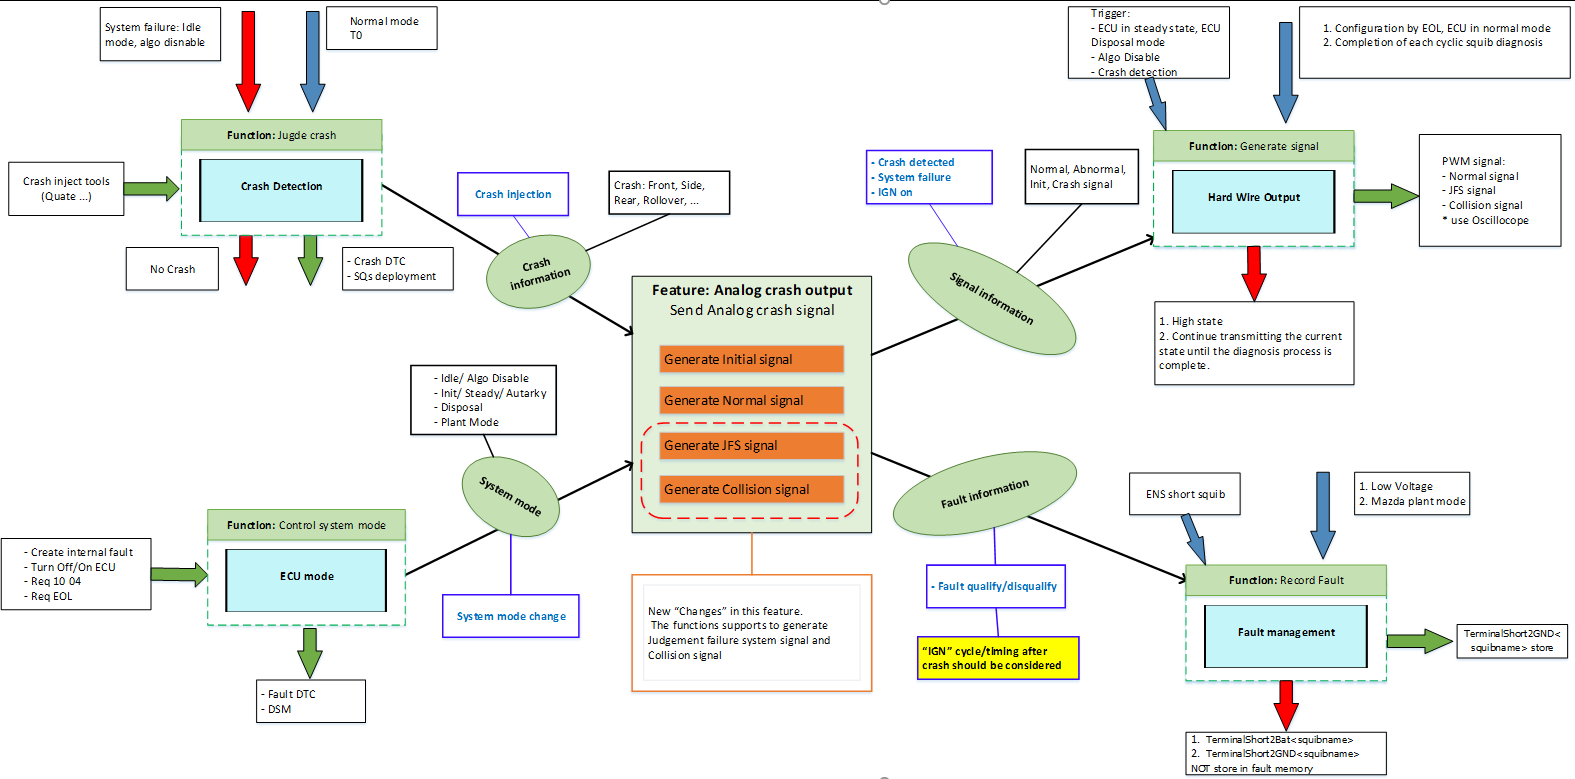 System failure: Idle
mode, algo disnable
Normal mode
T0
Function: Jugde crash
Crash Detection
Crash inject tools
(Quate ...)
No Crash
- Crash DTC
- SQs deployment
Crash injection
Crash: Front, Side,
Rear, Rollover, ...
Crash
information
- Idle/ Algo Disable
- Init/ Steady/ Autarky
- Disposal
- Plant Mode
System mode
System mode change
Function: Control system mode
ECU mode
- Create internal fault
- Turn Off/On ECU
- Req 10 04
- Req EOL
- Fault DTC
- DSM
Feature: Analog crash output
Send Analog crash signal
Generate Initial signal
Generate Normal signal
Generate JFS signal
Generate Collision signal
New “Changes” in this feature.
The functions supports to generate
Judgement failure system signal and
Collision signal
- Crash detected
- System failure
- IGN on
Normal, Abnormal,
Init, Crash signal
Signal information
Trigger:
- ECU in steady state, ECU
Disposal mode
- Algo Disable
- Crash detection
1. Configuration by EOL, ECU in normal mode
2. Completion of each cyclic squib diagnosis
Function: Generate signal
Hard Wire Output
PWM signal:
- Normal signal
- JFS signal
- Collision signal
* use Oscillocope
1. High state
2. Continue transmitting the current
state until the diagnosis process is
complete.
Fault information
- Fault qualify/disqualify
“IGN” cycle/timing after
crash should be considered
ENS short squib
1. Low Voltage
2. Mazda plant mode
Function: Record Fault
Fault management
TerminalShort2GND<
squibname> store
1. TerminalShort2Bat<squibname>
2. TerminalShort2GND<squibname>
NOT store in fault memory